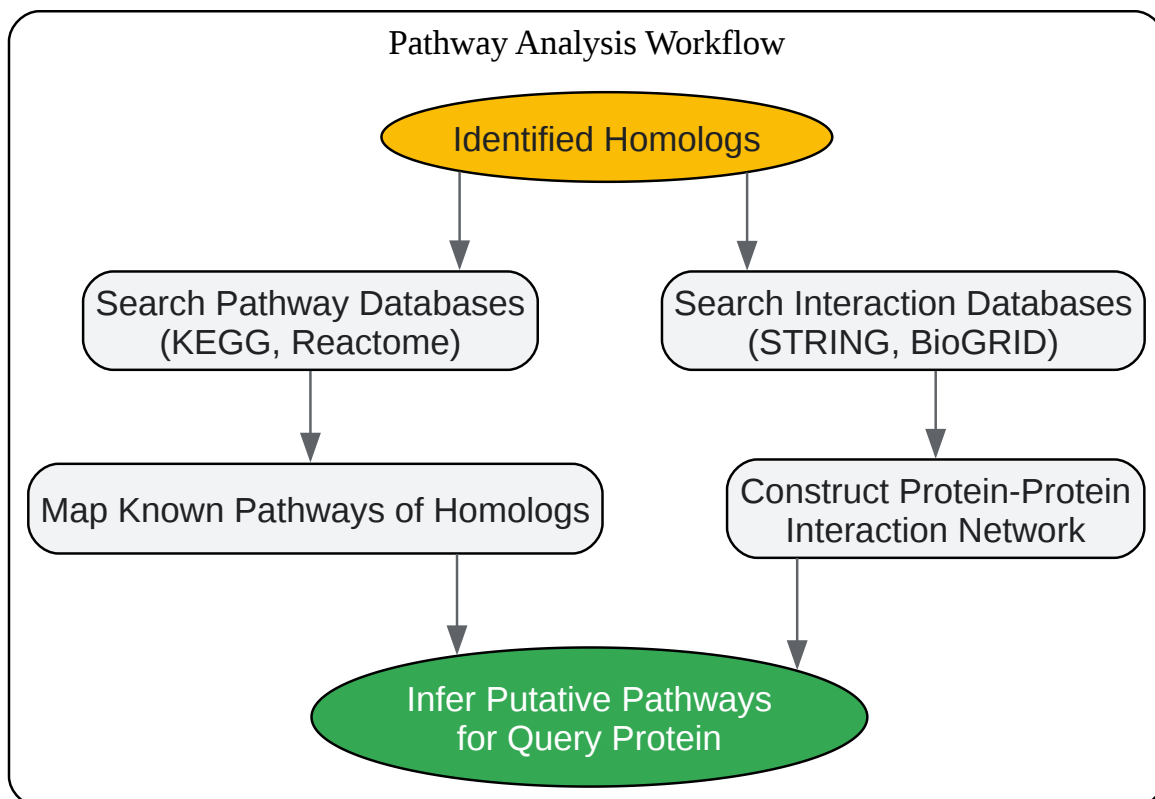 Pathway Analysis Workflow
Identified Homologs
Search Pathway Databases
(KEGG, Reactome)
Search Interaction Databases
(STRING, BioGRID)
Map Known Pathways of Homologs
Construct Protein-Protein
Interaction Network
Infer Putative Pathways
for Query Protein